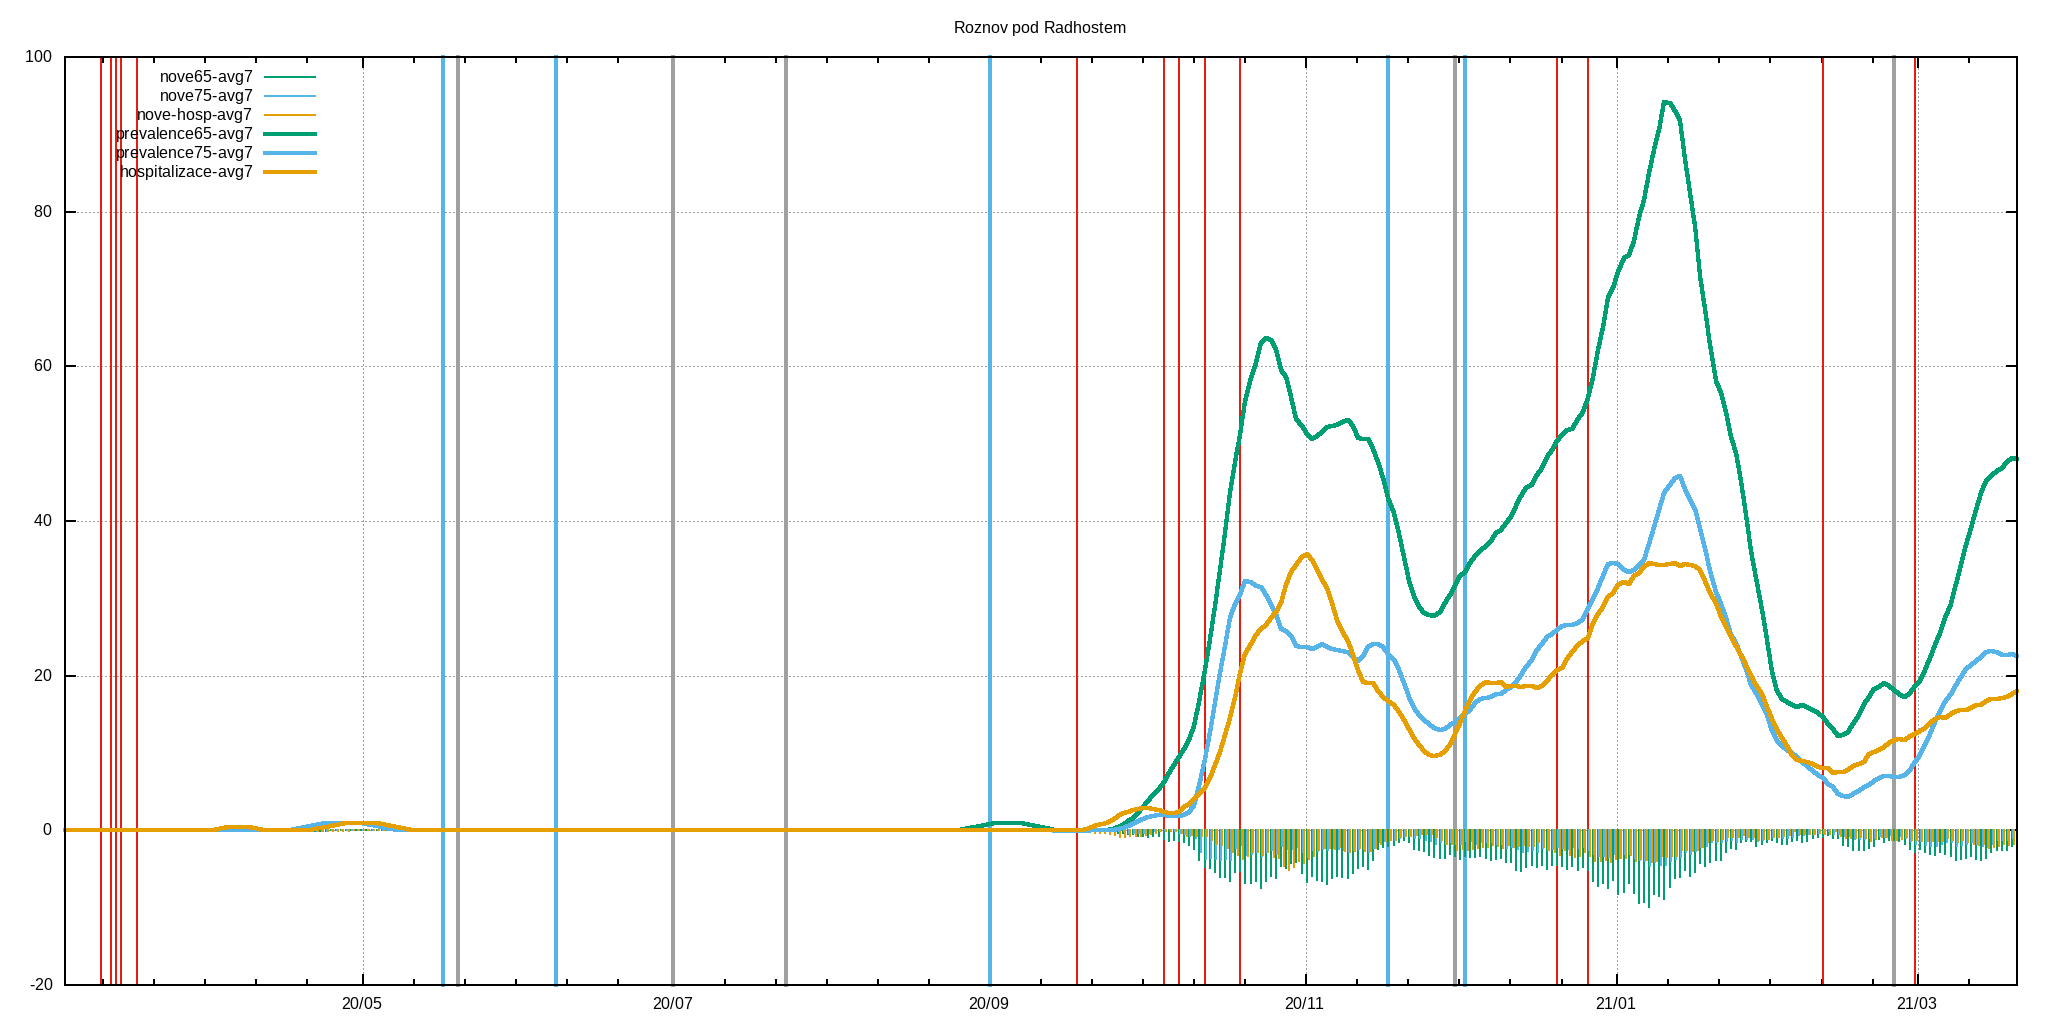 Roznov pod Radhostem
100
80
60
40
20
0
-20
nove65-avg7
nove75-avg7
nove-hosp-avg7
prevalence65-avg7
prevalence75-avg7
hospitalizace-avg7
20/05
20/07
20/09
20/11
21/01
21/03